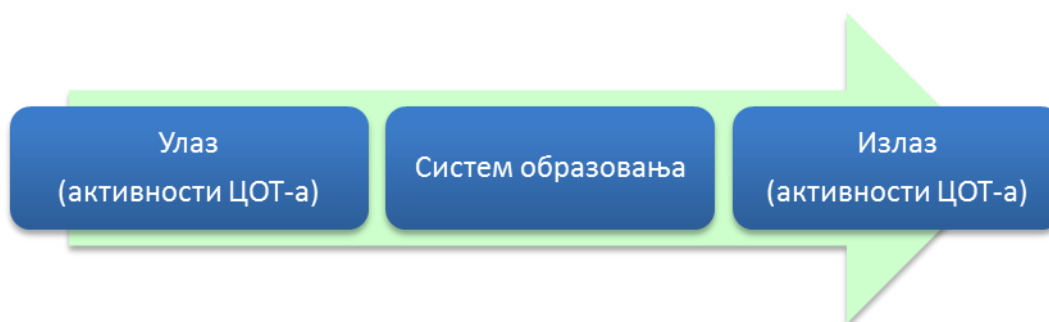 Улаз
(активности ЦОТ-а)
Систем образовања
Излаз
(активности ЦОТ-а)